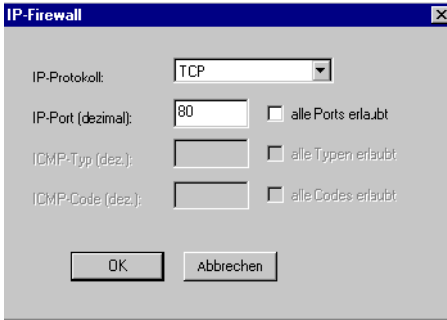 IP-Firewall
IP-Protokoll: TCP
IP-Port (dezimal): 80 alle Ports erlaubt
ICMP-Typ (dez.): alle Typen erlaubt
ICMP-Code (dez.): alle Codes erlaubt
OK Abbrechen